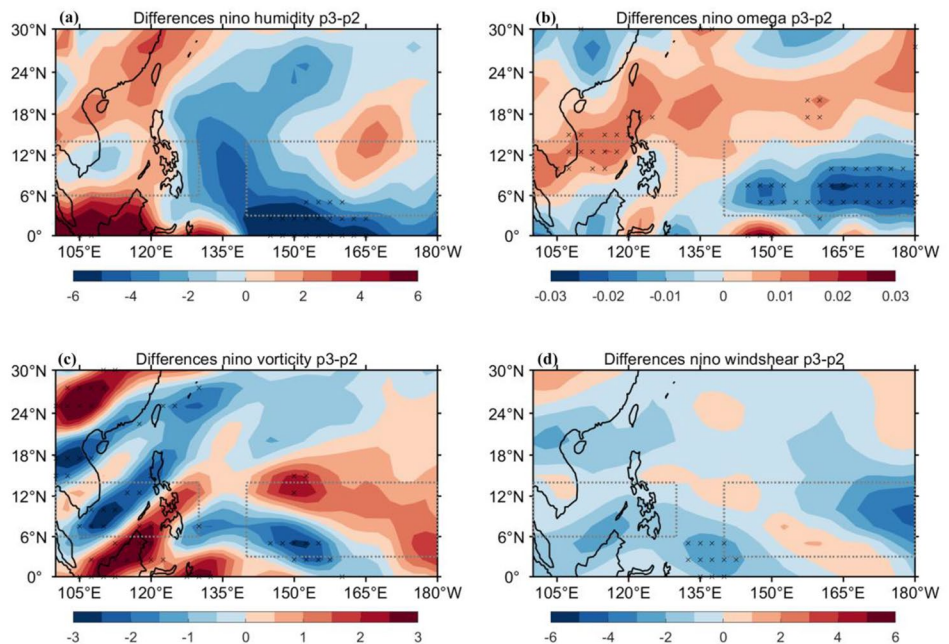 (a) Differences nino humidity p3-p2
30°N
24°N
18°N
12°N
6°N
0°
105°E 120°E 135°E 150°E 165°E 180°W
-6 -4 -2 0 2 4 6
(b) Differences nino omega p3-p2
30°N
24°N
18°N
12°N
6°N
0°
105°E 120°E 135°E 150°E 165°E 180°W
-0.03 -0.02 -0.01 0 0.01 0.02 0.03
(c) Differences nino vorticity p3-p2
30°N
24°N
18°N
12°N
6°N
0°
105°E 120°E 135°E 150°E 165°E 180°W
-3 -2 -1 0 1 2 3
(d) Differences nino windshear p3-p2
30°N
24°N
18°N
12°N
6°N
0°
105°E 120°E 135°E 150°E 165°E 180°W
-6 -4 -2 0 2 4 6